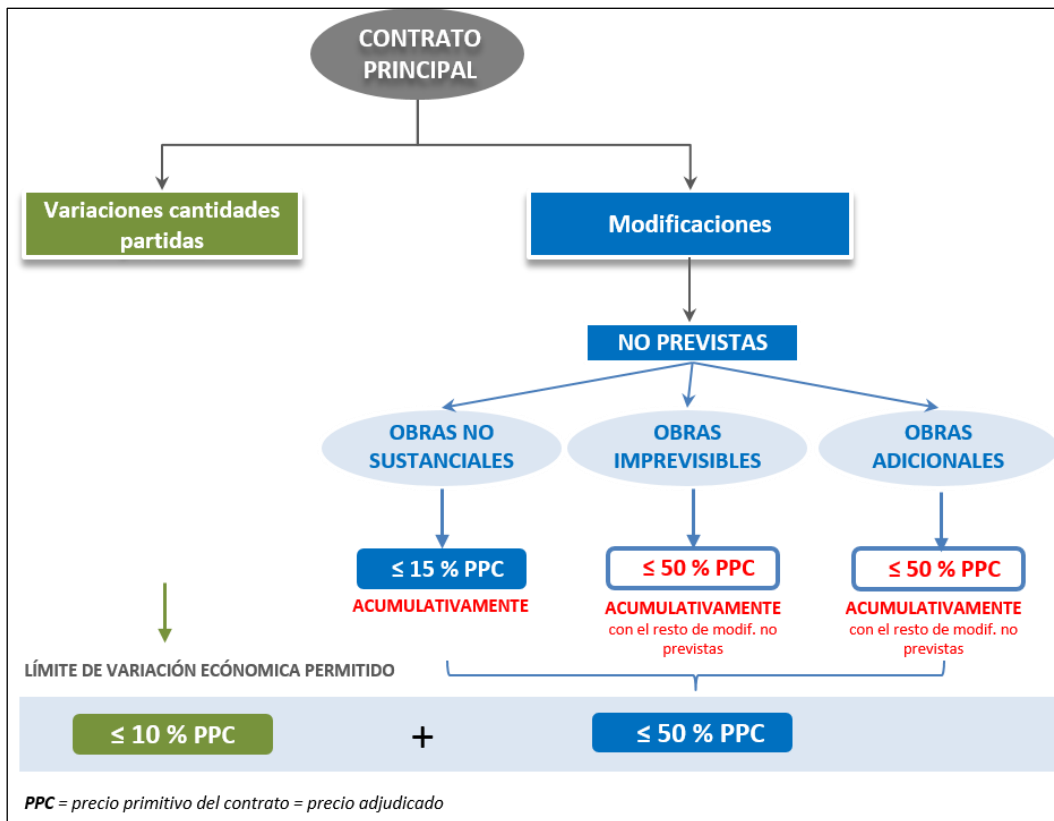 CONTRATO
PRINCIPAL
Variaciones cantidades
partidas
Modificaciones
NO PREVISTAS
OBRAS NO
SUSTANCIALES
OBRAS
IMPREVISIBLES
OBRAS
ADICIONALES
≤ 15 % PPC
≤ 50 % PPC
≤ 50 % PPC
ACUMULATIVAMENTE
ACUMULATIVAMENTE
con el resto de modif. no
previstas
ACUMULATIVAMENTE
con el resto de modif. no
previstas
LÍMITE DE VARIACIÓN ECÓNOMICA PERMITIDO
≤ 10 % PPC
+
≤ 50 % PPC
PPC = precio primitivo del contrato = precio adjudicado